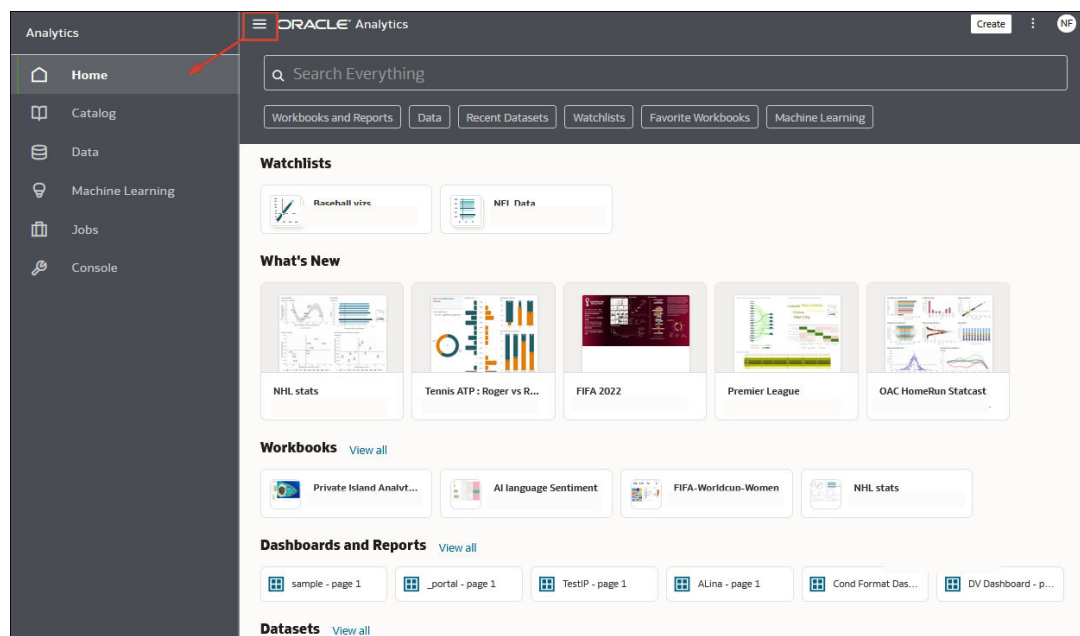 Analytics
ORACLE Analytics
Create
NF
Home
Catalog
Data
Machine Learning
Jobs
Console
Search Everything
Workbooks and Reports Data Recent Datasets Watchlists Favorite Workbooks Machine Learning
Watchlists
Baseball vizs NFL Data
What's New
NHL stats Tennis ATP : Roger vs R... FIFA 2022 Premier League OAC HomeRun Statcast
Workbooks View all
Private Island Analyt... AI language Sentiment FIFA-Worldcup-Women NHL stats
Dashboards and Reports View all
sample - page 1 _portal - page 1 TestIP - page 1 ALina - page 1 Cond Format Das... DV Dashboard - p...
Datasets View all